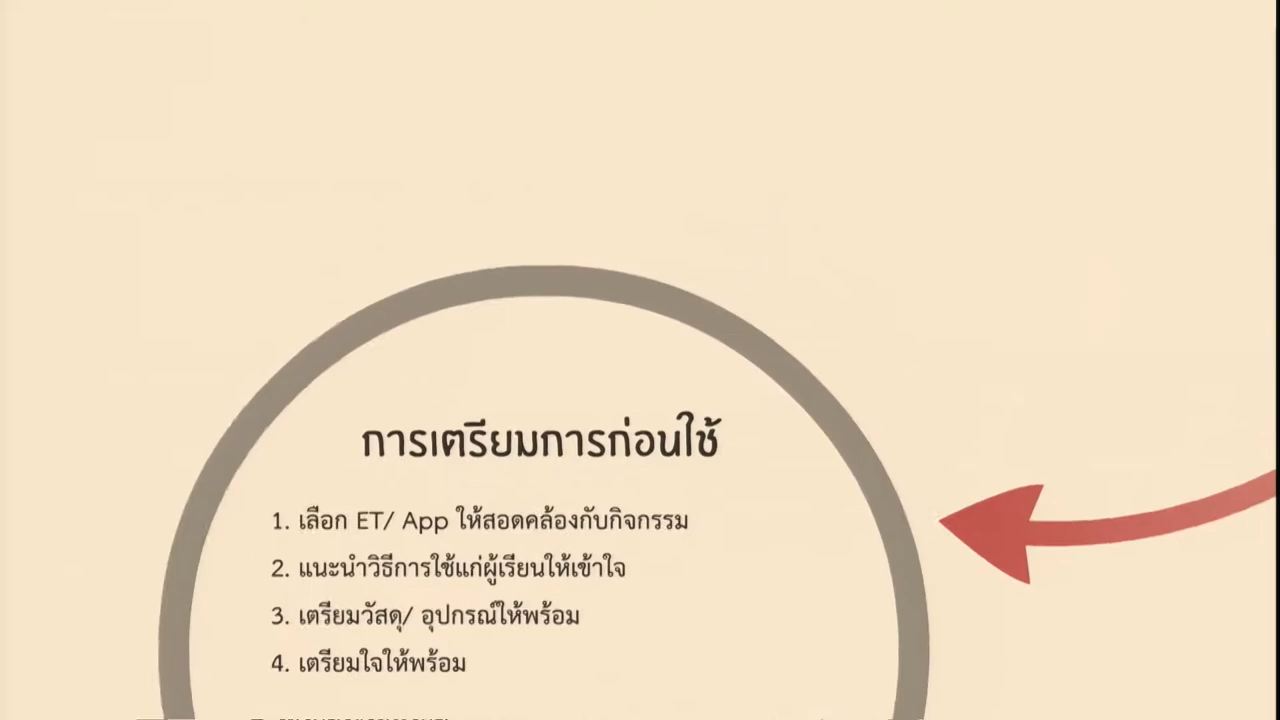 การเตรียมการก่อนใช้
1. เลือก ET/ App ให้สอดคล้องกับกิจกรรม
2. แนะนำวิธีการใช้แก่ผู้เรียนให้เข้าใจ
3. เตรียมวัสดุ/ อุปกรณ์ให้พร้อม
4. เตรียมใจให้พร้อม